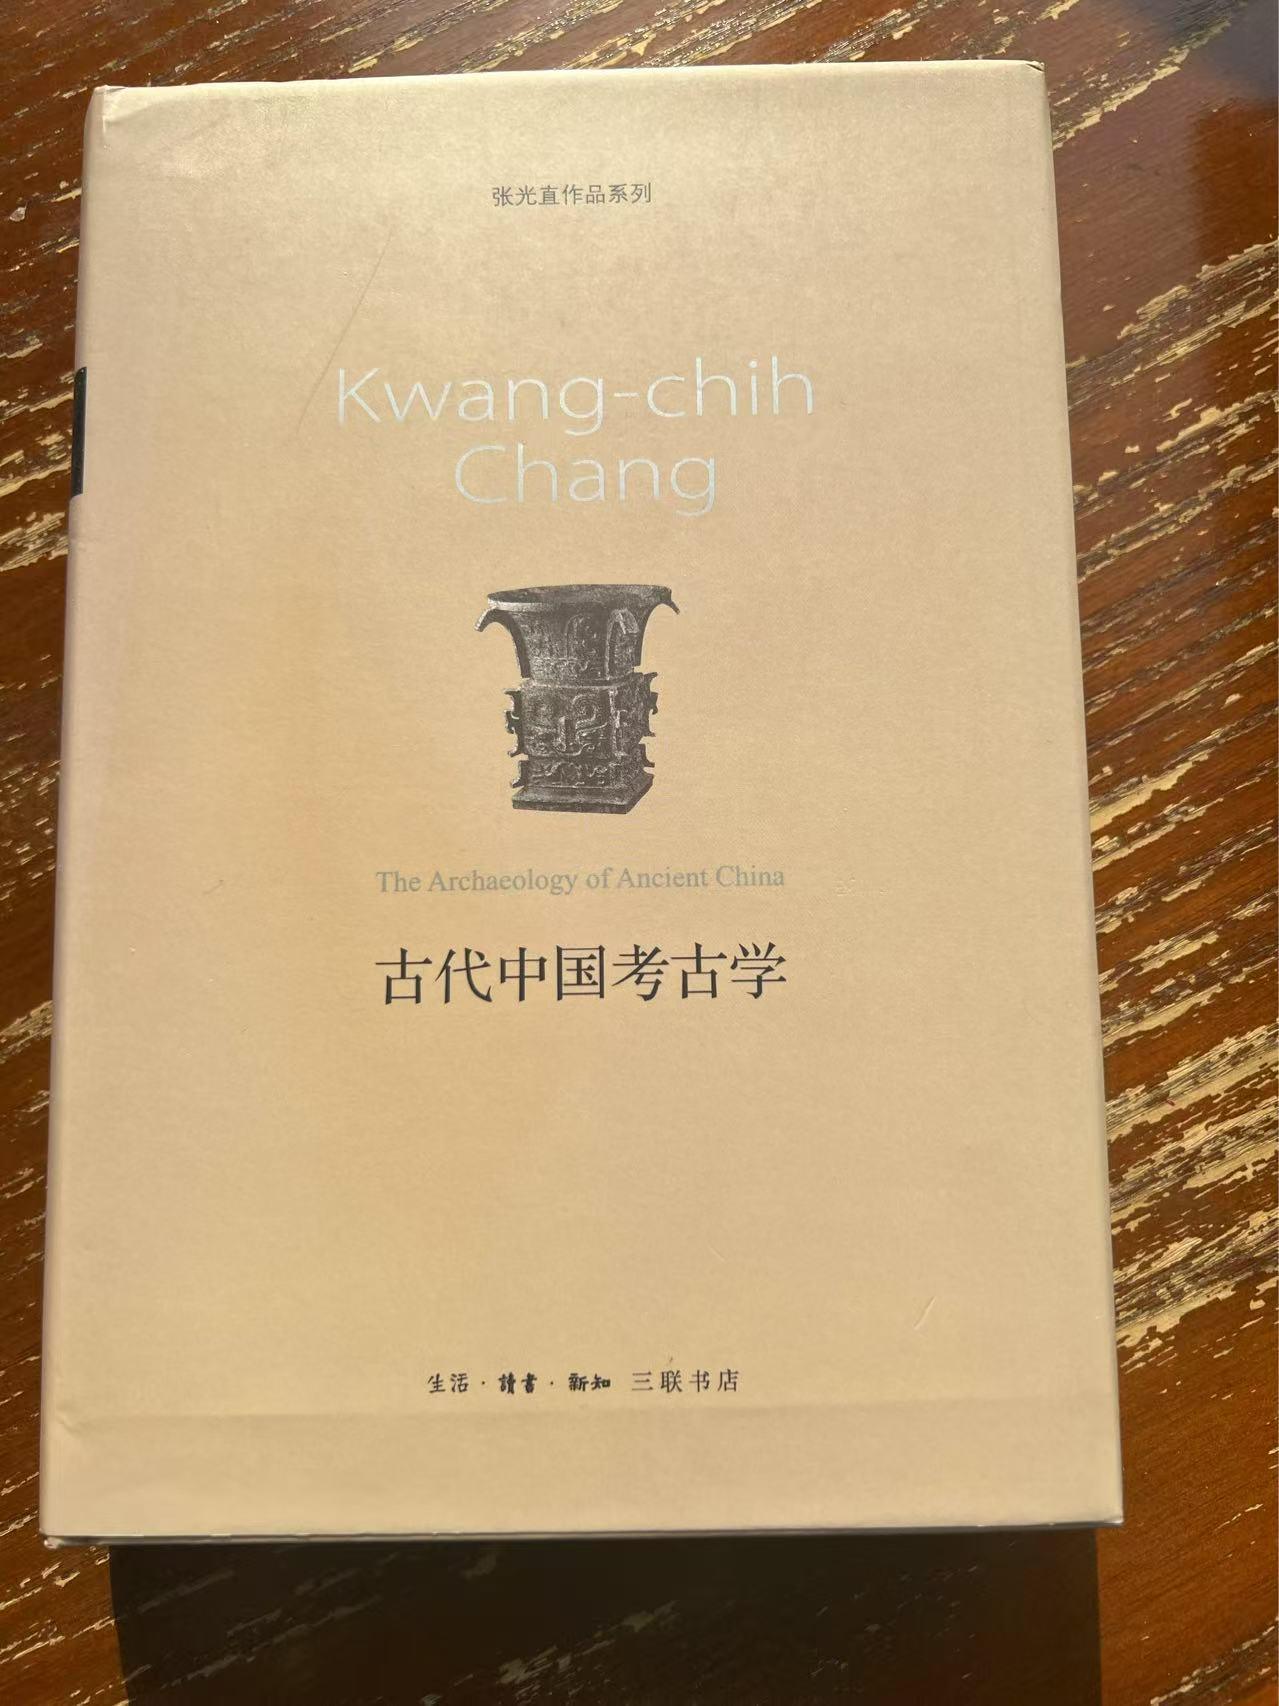 张光直作品系列
Kwang-chih
Chang
The Archaeology of Ancient China
古代中国考古学
生活·讀書·新知 三联书店